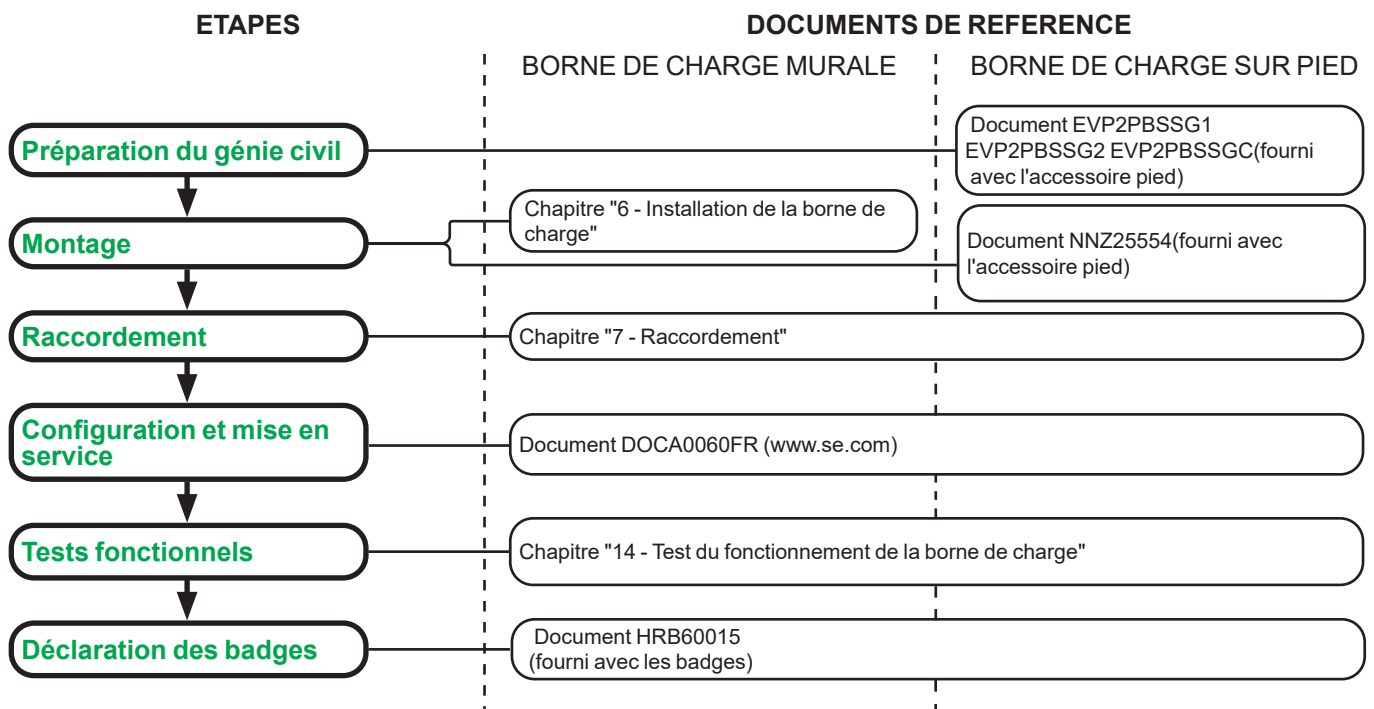 ETAPES
DOCUMENTS DE REFERENCE
BORNE DE CHARGE MURALE
BORNE DE CHARGE SUR PIED
Préparation du génie civil
Document EVP2PBSSG1
EVP2PBSSG2 EVP2PBSSGC(fourni
avec l'accessoire pied)
Montage
Chapitre "6 - Installation de la borne de
charge"
Document NNZ25554(fourni avec
l'accessoire pied)
Raccordement
Chapitre "7 - Raccordement"
Configuration et mise en
service
Document DOCA0060FR (www.se.com)
Tests fonctionnels
Chapitre "14 - Test du fonctionnement de la borne de charge"
Déclaration des badges
Document HRB60015
(fourni avec les badges)